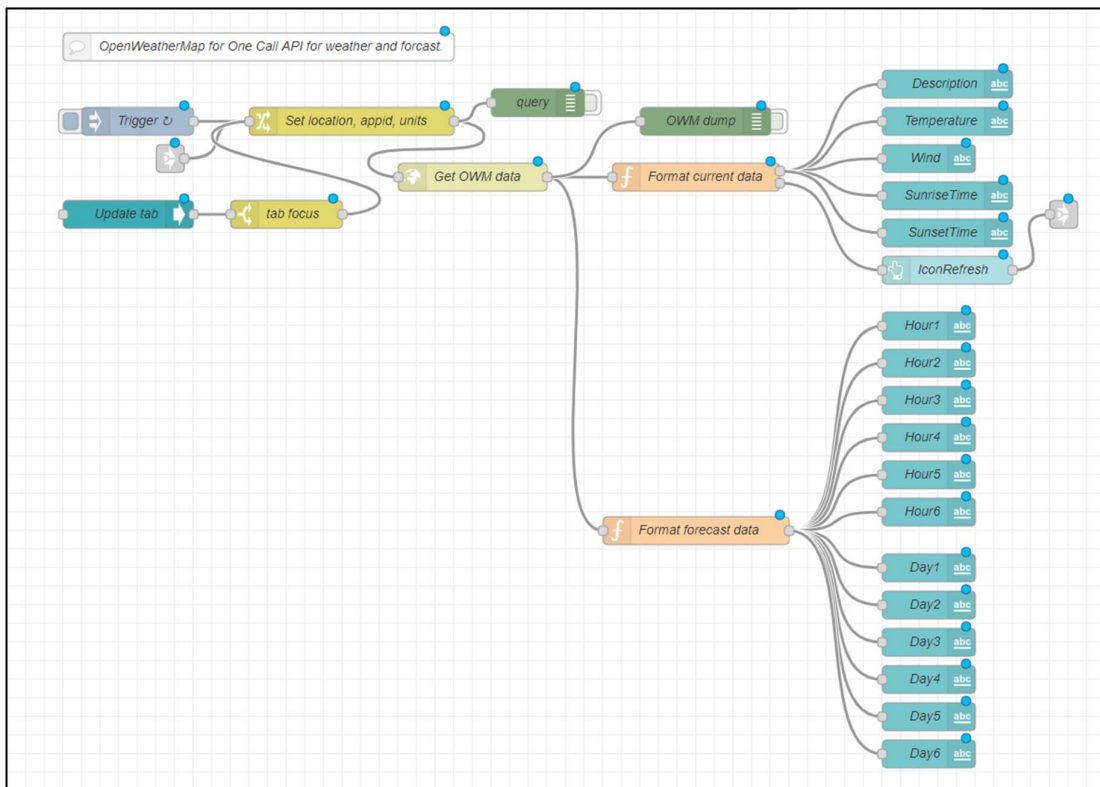 OpenWeatherMap for One Call API for weather and forcast.
Trigger ↻
Set location, appid, units
query
OWM dump
Description abc
Temperature abc
Get OWM data
Format current data
Wind abc
SunriseTime abc
Update tab
tab focus
SunsetTime abc
IconRefresh
Hour1 abc
Hour2 abc
Hour3 abc
Hour4 abc
Hour5 abc
Hour6 abc
Format forecast data
Day1 abc
Day2 abc
Day3 abc
Day4 abc
Day5 abc
Day6 abc